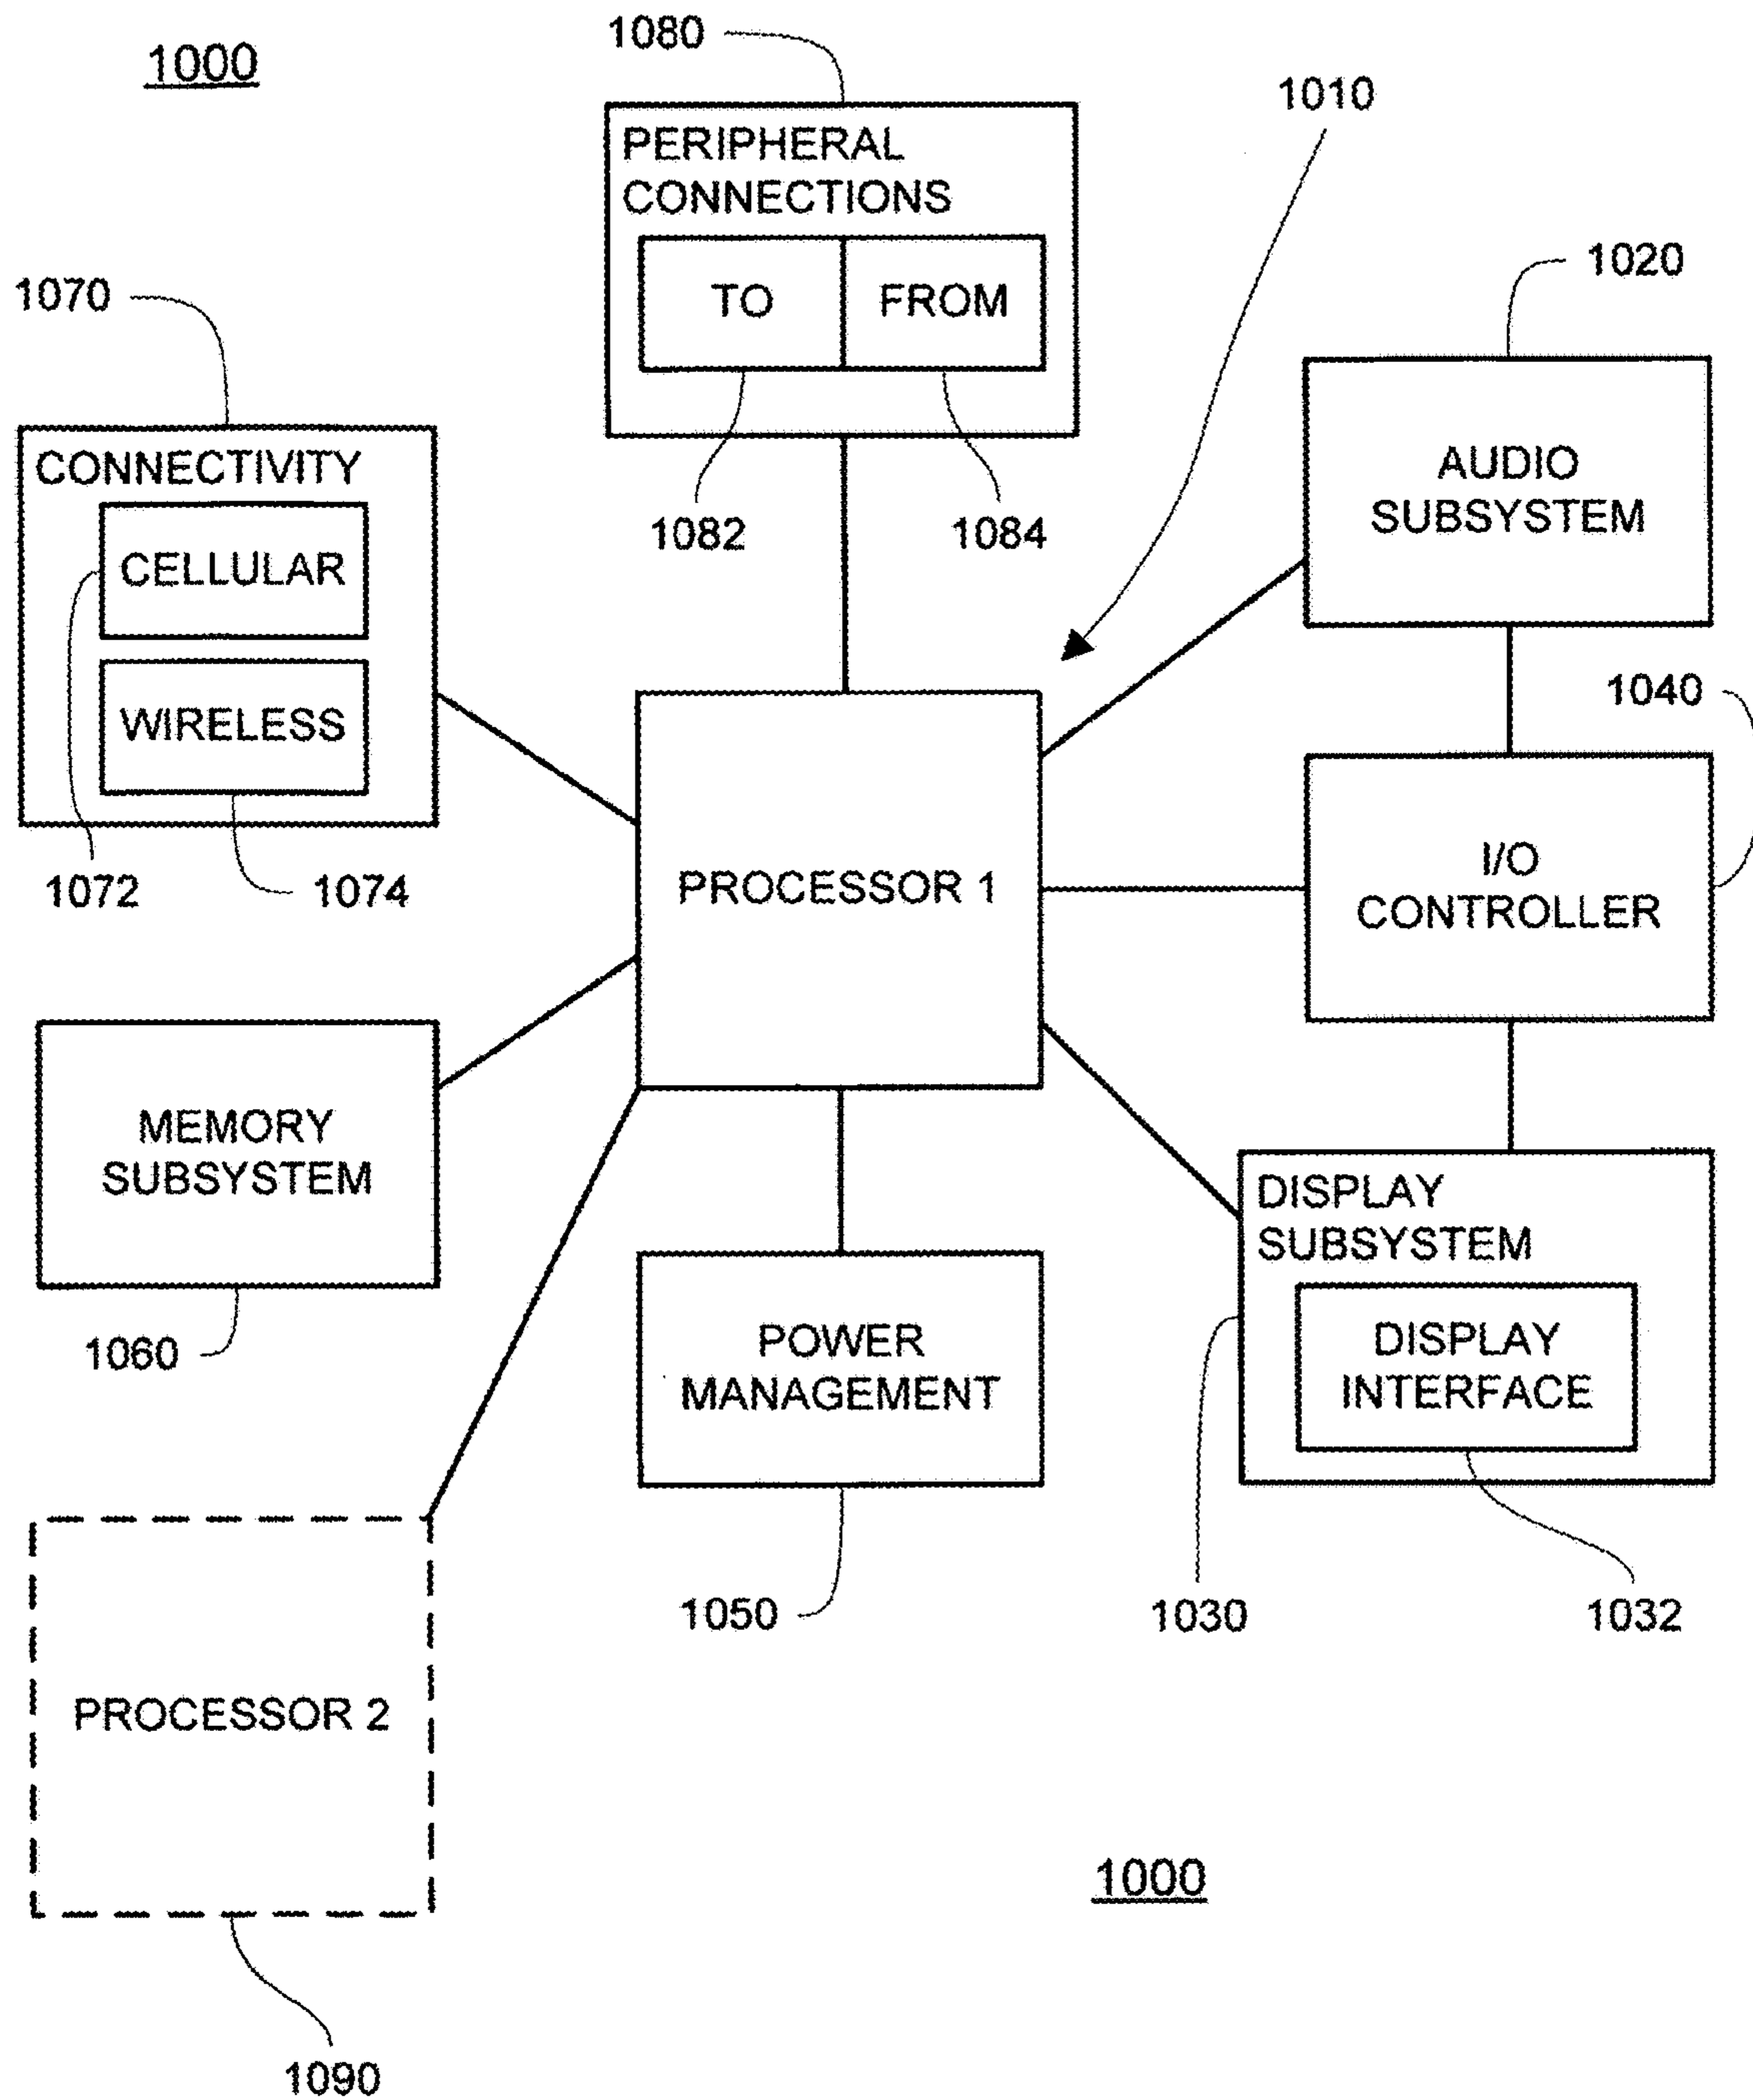 1000
1080
1010
PERIPHERAL
CONNECTIONS
TO
FROM
1082
1084
1020
AUDIO
SUBSYSTEM
1070
CONNECTIVITY
CELLULAR
WIRELESS
1072
1074
PROCESSOR 1
1040
I/O
CONTROLLER
MEMORY
SUBSYSTEM
1060
POWER
MANAGEMENT
1050
DISPLAY
SUBSYSTEM
DISPLAY
INTERFACE
1030
1032
PROCESSOR 2
1090
1000